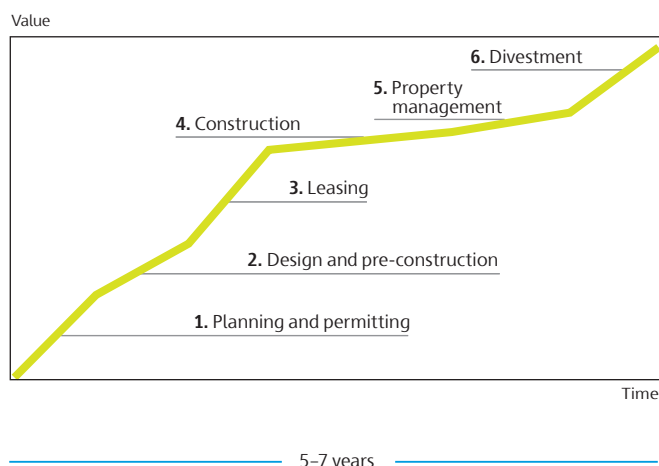 Value
6. Divestment
5. Property
management
4. Construction
3. Leasing
2. Design and pre-construction
1. Planning and permitting
Time
5–7 years